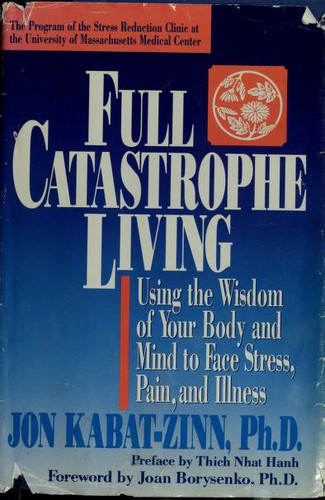 The Program of the Stress Reduction Clinic at
the University of Massachusetts Medical Center
FULL
CATASTROPHE
LIVING
Using the Wisdom
of Your Body and
Mind to Face Stress,
Pain, and Illness
JON KABAT-ZINN, Ph.D.
Preface by Thich Nhat Hanh
Foreword by Joan Borysenko, Ph.D.